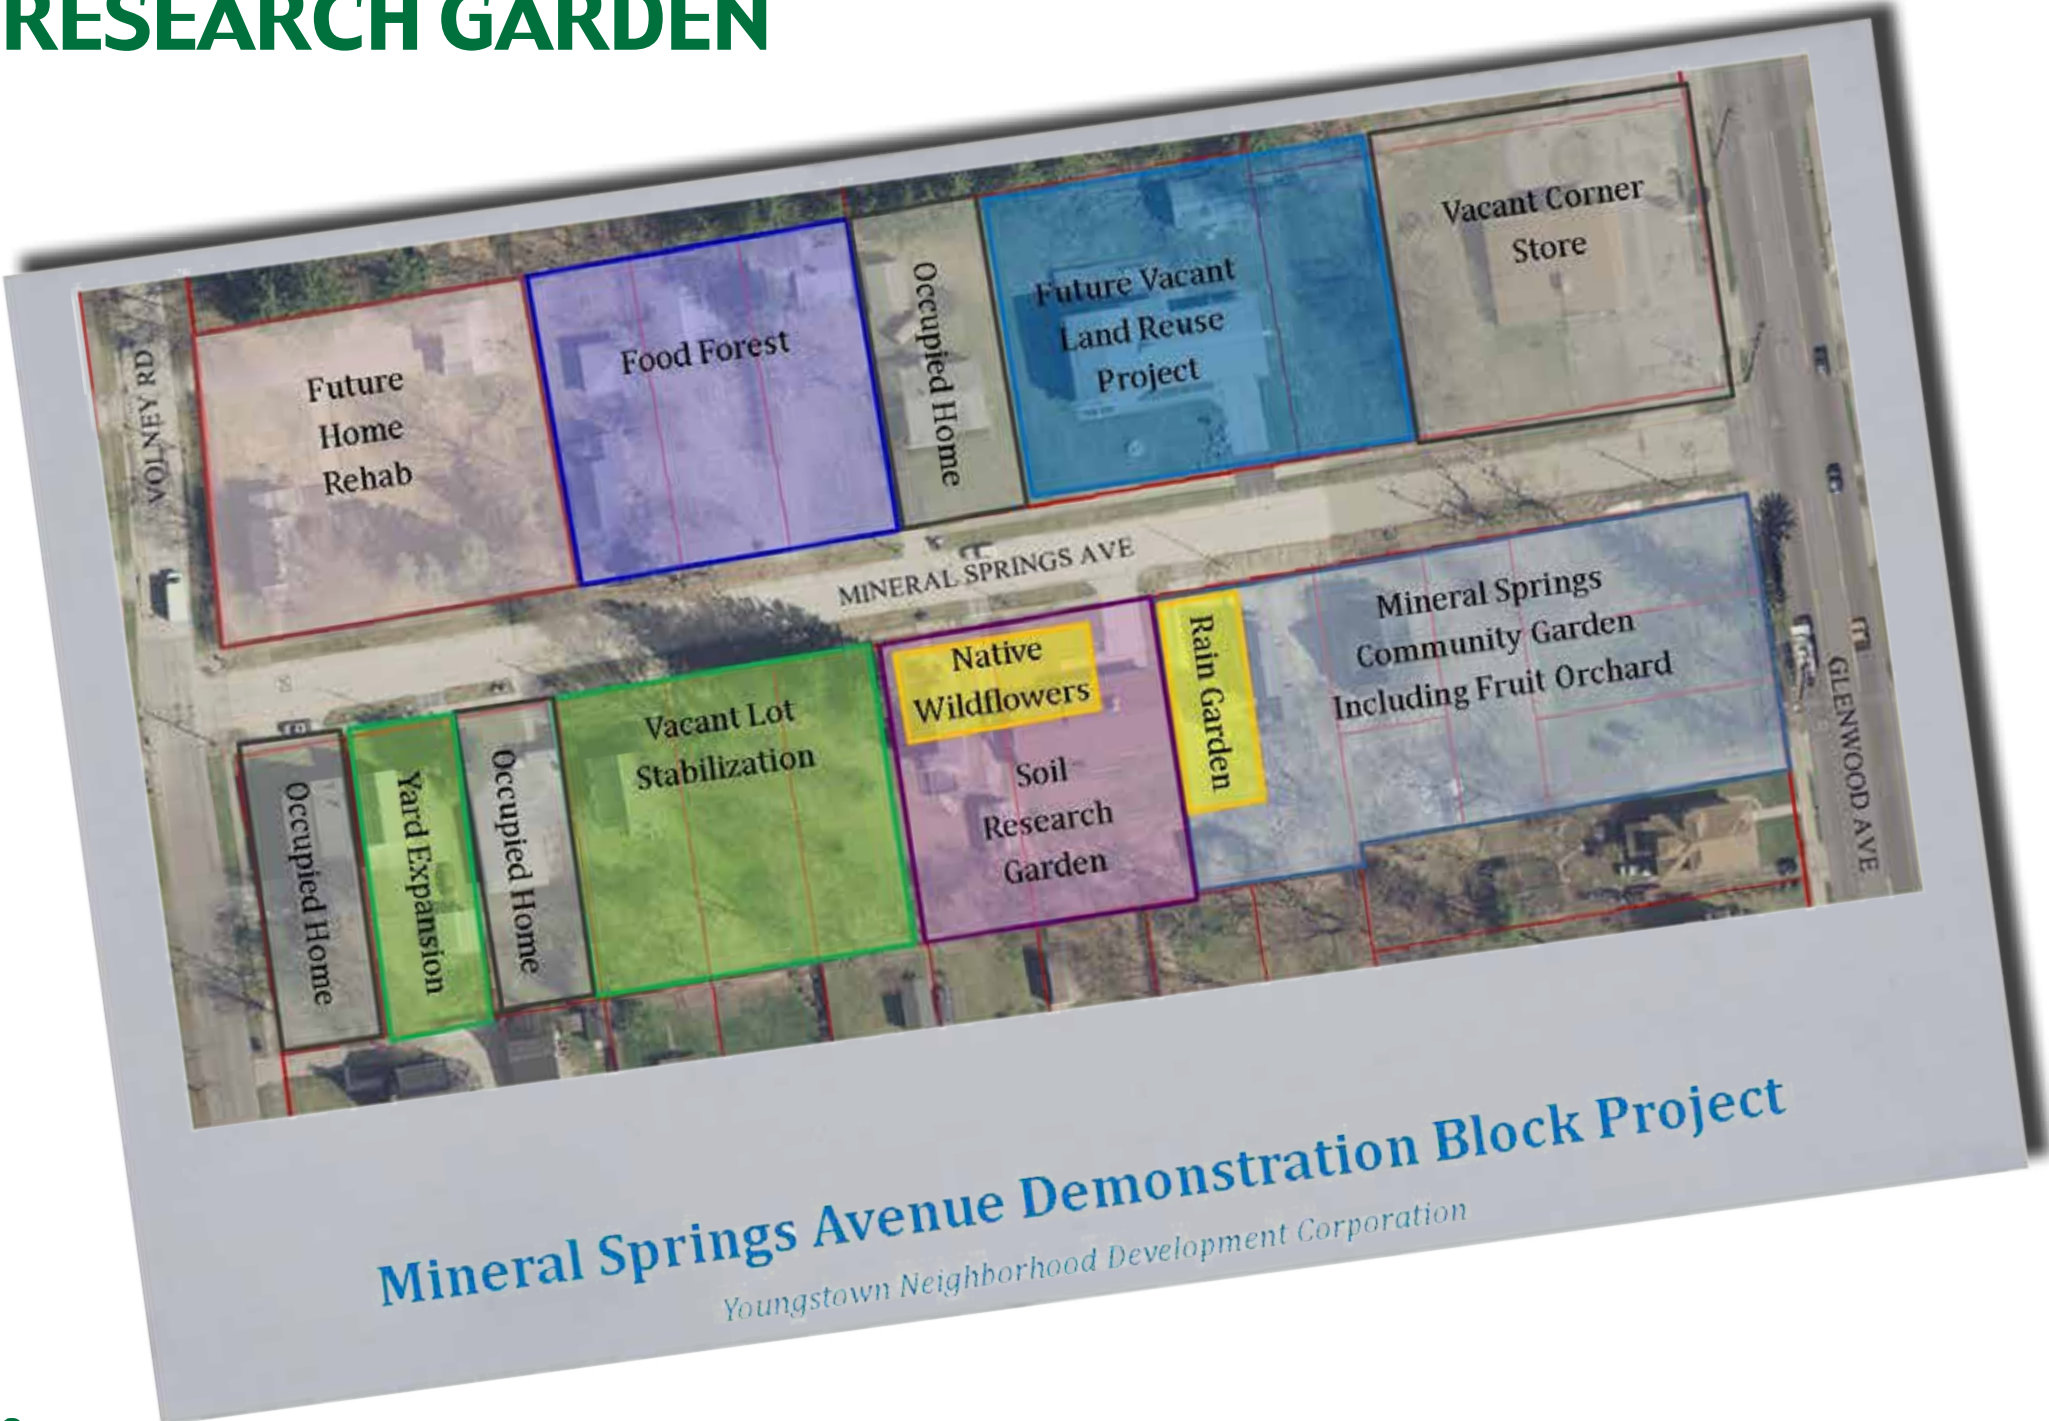 RESEARCH GARDEN
VOLNEY RD
Future
Home
Rehab
Food Forest
Occupied Home
Future Vacant
Land Reuse
Project
Vacant Corner
Store
MINERAL SPRINGS AVE
Occupied Home
Yard Expansion
Occupied Home
Vacant Lot
Stabilization
Native
Wildflowers
Soil
Research
Garden
Rain Garden
Mineral Springs
Community Garden
Including Fruit Orchard
GLENWOOD AVE
Mineral Springs Avenue Demonstration Block Project
Youngstown Neighborhood Development Corporation